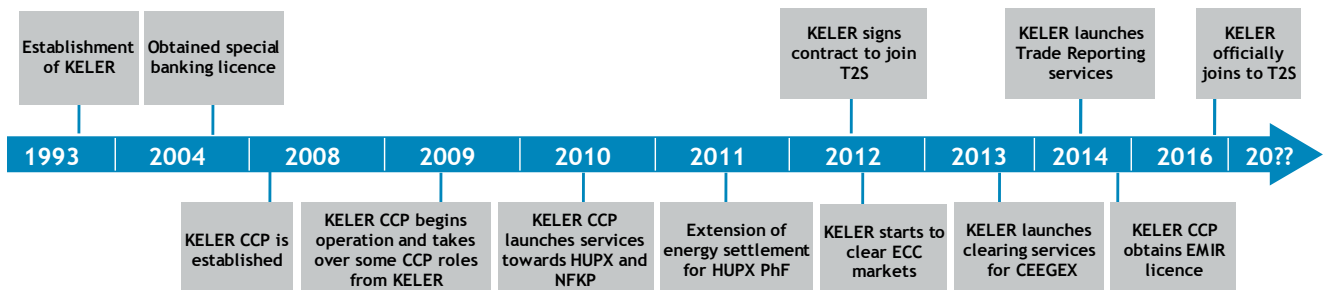 Establishment
of KELER
Obtained special
banking licence
KELER signs
contract to join
T2S
KELER launches
Trade Reporting
services
KELER
officially
joins to T2S
1993
2004
2008
2009
2010
2011
2012
2013
2014
2016
20??
KELER CCP is
established
KELER CCP begins
operation and takes
over some CCP roles
from KELER
KELER CCP
launches services
towards HUPX and
NFKP
Extension of
energy settlement
for HUPX PhF
KELER starts to
clear ECC
markets
KELER launches
clearing services
for CEEGEX
KELER CCP
obtains EMIR
licence